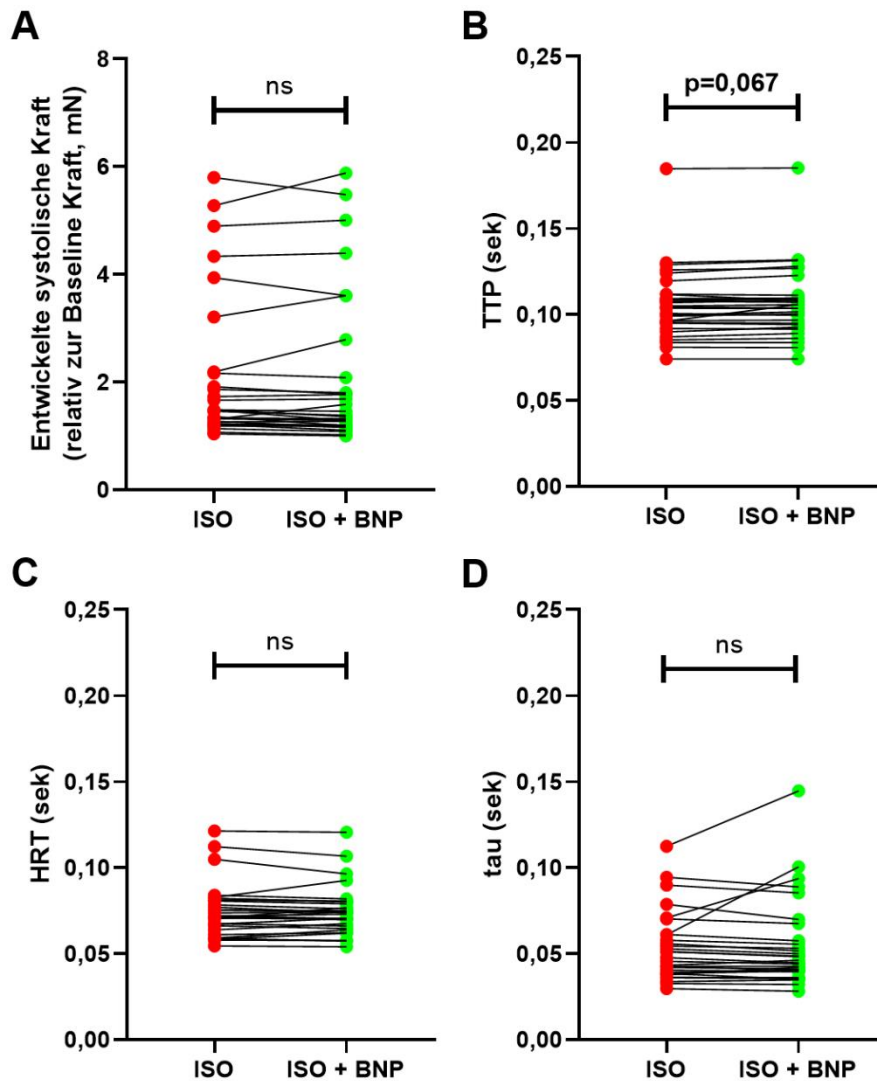 A
Entwickelte systolische Kraft
(relativ zur Baseline Kraft, mN)
8
6
4
2
0
ns
ISO
ISO + BNP
B
TTP (sek)
0,25
0,20
0,15
0,10
0,05
0,00
p=0,067
ISO
ISO + BNP
C
HRT (sek)
0,25
0,20
0,15
0,10
0,05
0,00
ns
ISO
ISO + BNP
D
tau (sek)
0,25
0,20
0,15
0,10
0,05
0,00
ns
ISO
ISO + BNP